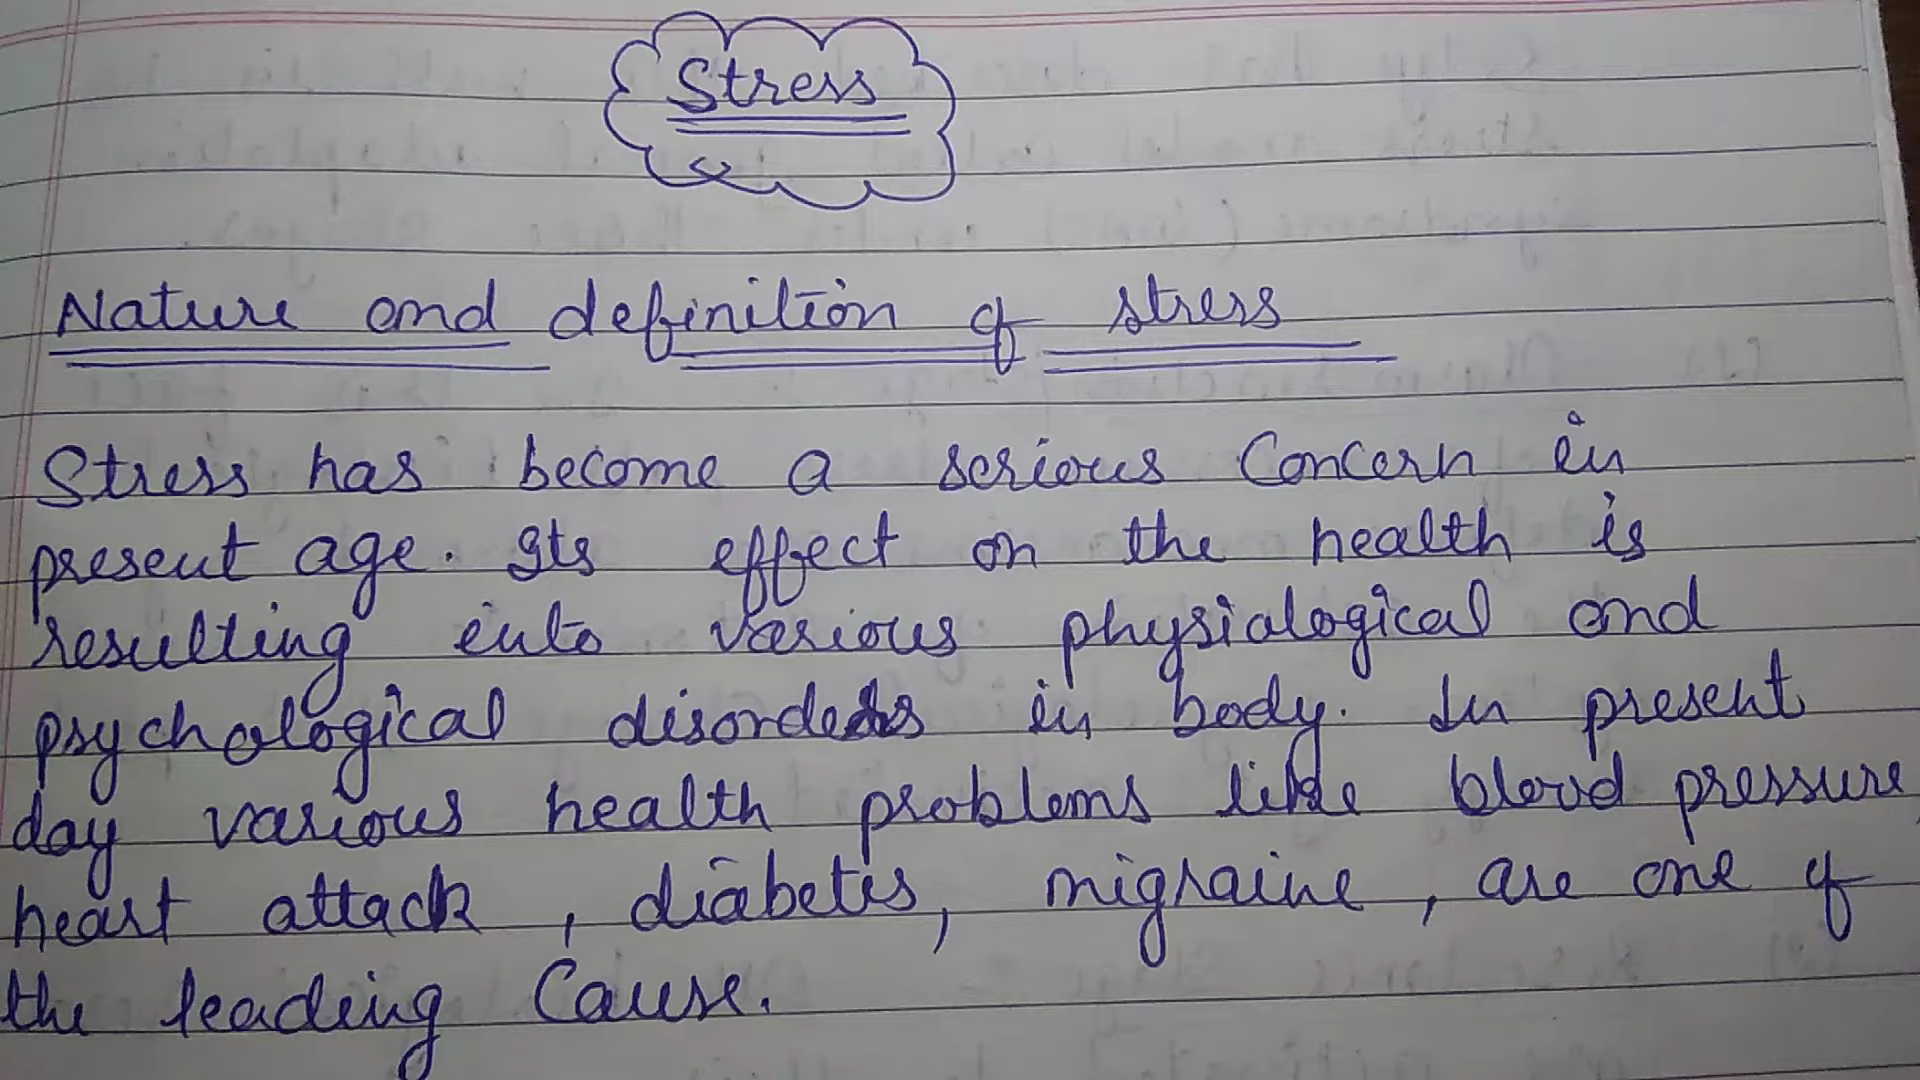 Stress
Nature and definition of stress
Stress has become a serious Concern in
present age. Its effect on the health is
resulting into various physialogical and
psychological disorders in body. In present
day various health problems like blood pressure,
heart attack, diabetis, migraine, are one of
the leading Cause.